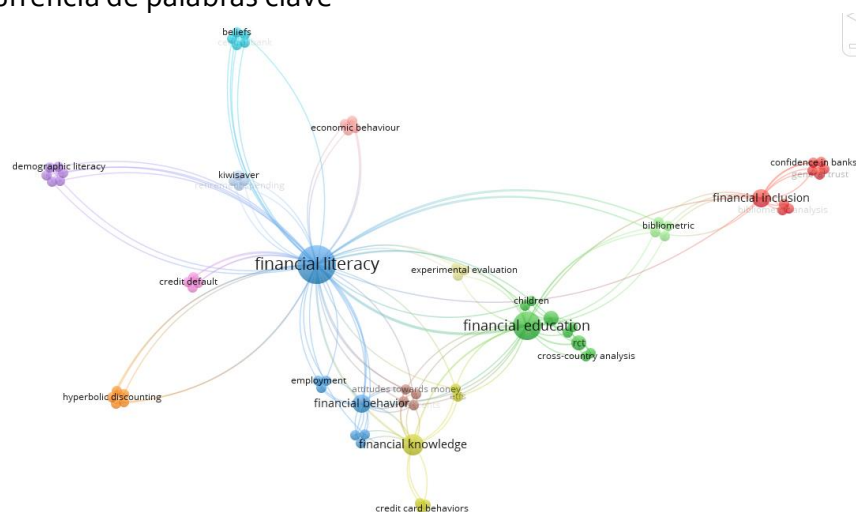 urrencia de palabras clave
beliefs
economic behaviour
demographic literacy
confidence in banks
kiwisaver
financial inclusion
bibliometric
financial literacy
experimental evaluation
credit default
children
financial education
rct
cross-country analysis
employment
attitudes towards money
hyperbolic discounting
financial behavior
financial knowledge
credit card behaviors